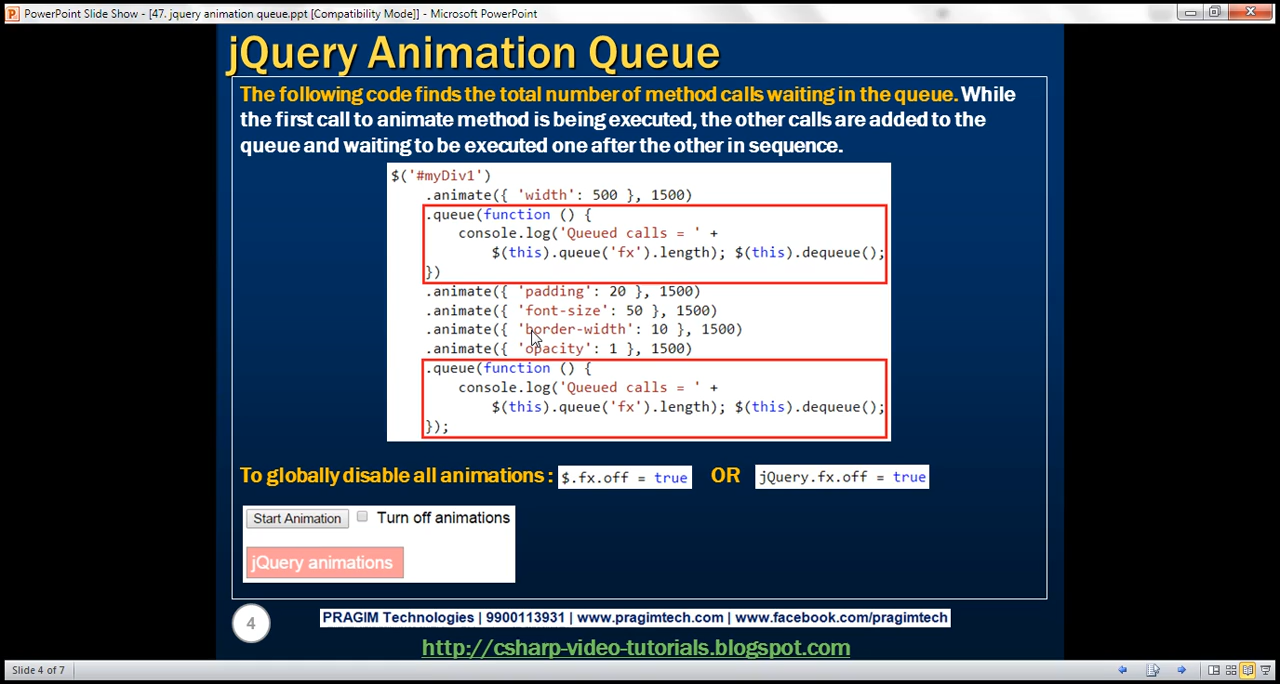 PowerPoint Slide Show - [47. jquery animation queue.ppt [Compatibility Mode]] - Microsoft PowerPoint
jQuery Animation Queue
The following code finds the total number of method calls waiting in the queue. While
the first call to animate method is being executed, the other calls are added to the
queue and waiting to be executed one after the other in sequence.
$('#myDiv1')
.animate({ 'width': 500 }, 1500)
.queue(function () {
console.log('Queued calls = ' +
$(this).queue('fx').length); $(this).dequeue();
})
.animate({ 'padding': 20 }, 1500)
.animate({ 'font-size': 50 }, 1500)
.animate({ 'border-width': 10 }, 1500)
.animate({ 'opacity': 1 }, 1500)
.queue(function () {
console.log('Queued calls = ' +
$(this).queue('fx').length); $(this).dequeue();
});
To globally disable all animations : $.fx.off = true OR jQuery.fx.off = true
Start Animation Turn off animations
jQuery animations
4
PRAGIM Technologies | 9900113931 | www.pragimtech.com | www.facebook.com/pragimtech
http://csharp-video-tutorials.blogspot.com
Slide 4 of 7